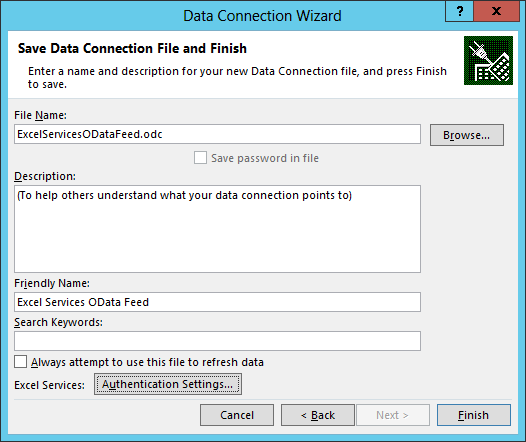 Data Connection Wizard
?
Save Data Connection File and Finish
Enter a name and description for your new Data Connection file, and press Finish
to save.
File Name:
ExcelServicesODataFeed.odc
Browse...
Save password in file
Description:
(To help others understand what your data connection points to)
Friendly Name:
Excel Services OData Feed
Search Keywords:
Always attempt to use this file to refresh data
Excel Services: Authentication Settings...
Cancel < Back Next > Finish